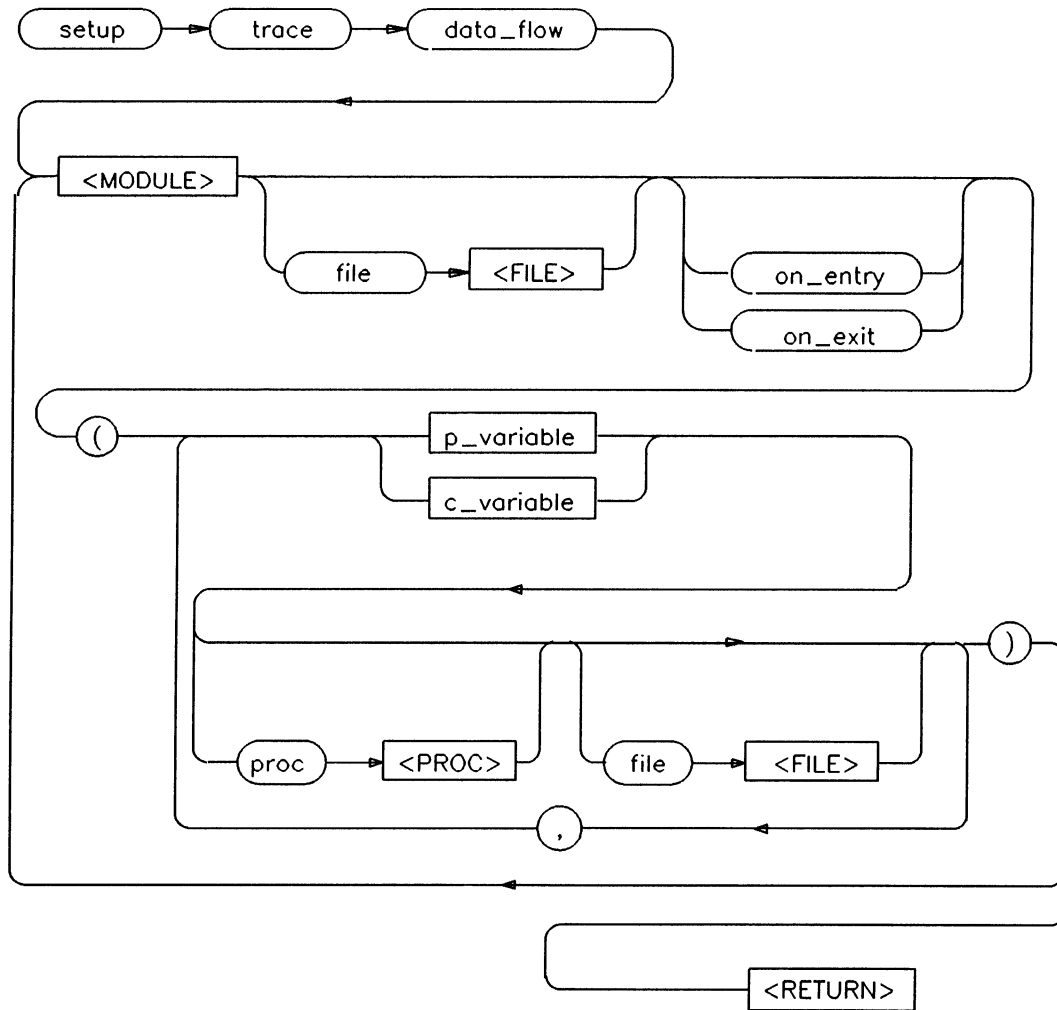 setup trace data_flow
<MODULE>
file <FILE> on_entry
on_exit
( p_variable
c_variable
)
proc <PROC> file <FILE>
,
<RETURN>